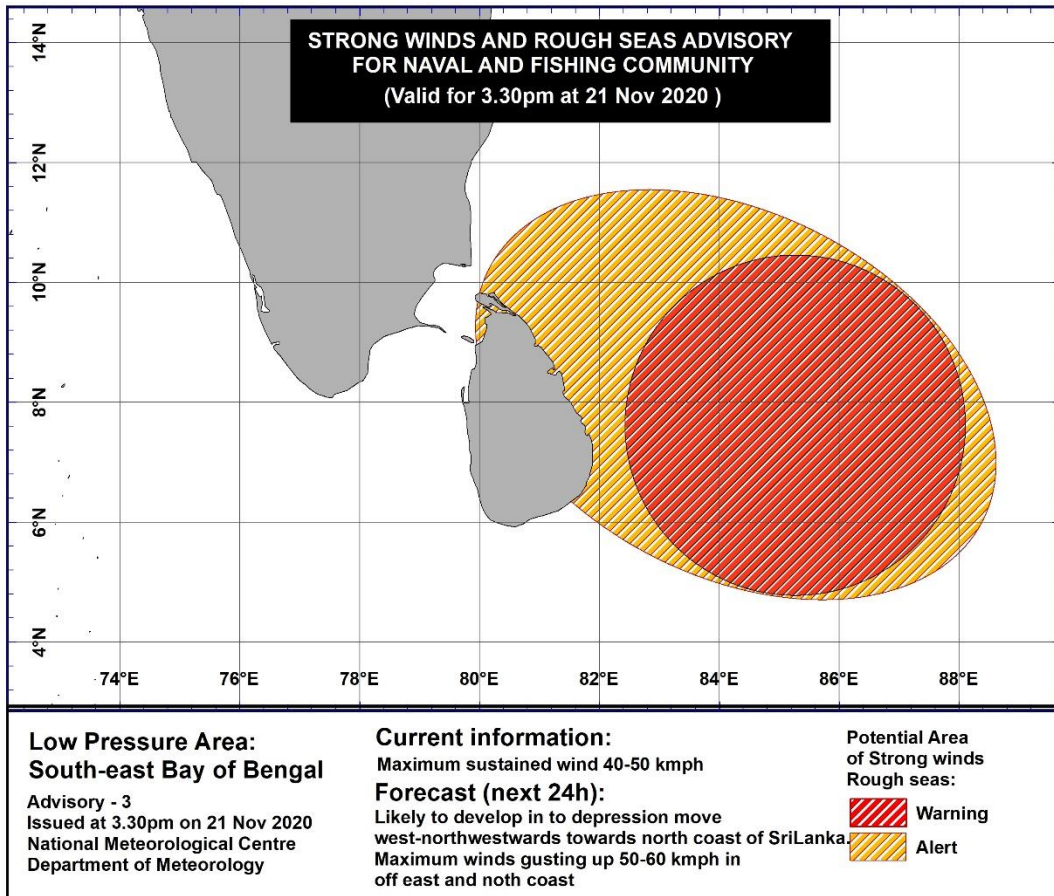 STRONG WINDS AND ROUGH SEAS ADVISORY
FOR NAVAL AND FISHING COMMUNITY
(Valid for 3.30pm at 21 Nov 2020 )
14°N
12°N
10°N
8°N
6°N
4°N
74°E
76°E
78°E
80°E
82°E
84°E
86°E
88°E
Low Pressure Area:
South-east Bay of Bengal
Advisory - 3
Issued at 3.30pm on 21 Nov 2020
National Meteorological Centre
Department of Meteorology
Current information:
Maximum sustained wind 40-50 kmph
Forecast (next 24h):
Likely to develop in to depression move
west-northwestwards towards north coast of SriLanka.
Maximum winds gusting up 50-60 kmph in
off east and noth coast
Potential Area
of Strong winds
Rough seas:
Warning
Alert